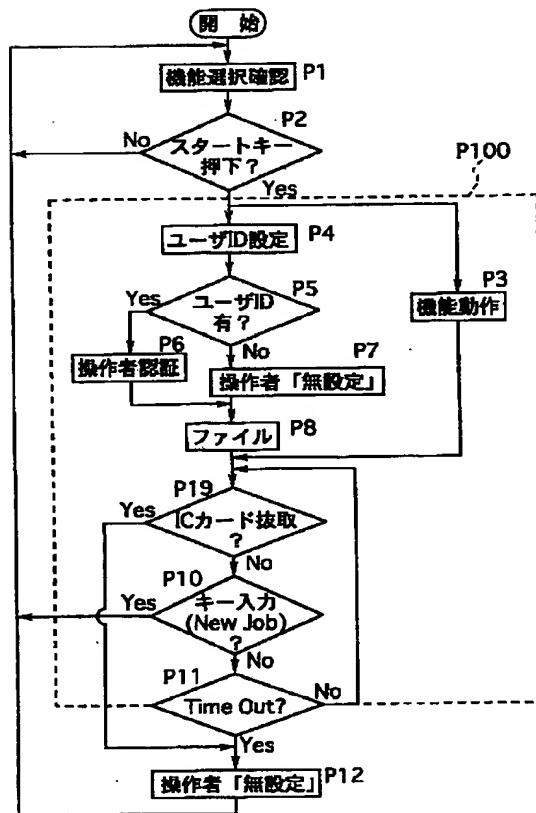 開 始
機能選択確認 P1
P2
No
スタートキー
押下？
Yes
P100
ユーザID設定 P4
P3
機能動作
P5
Yes
ユーザID
有？
No
P6
操作者認証
P7
操作者「無設定」
ファイル P8
P19
Yes
ICカード抜取
？
No
P10
Yes
キー入力
(New Job)
？
No
P11
Time Out?
No
Yes
操作者「無設定」P12